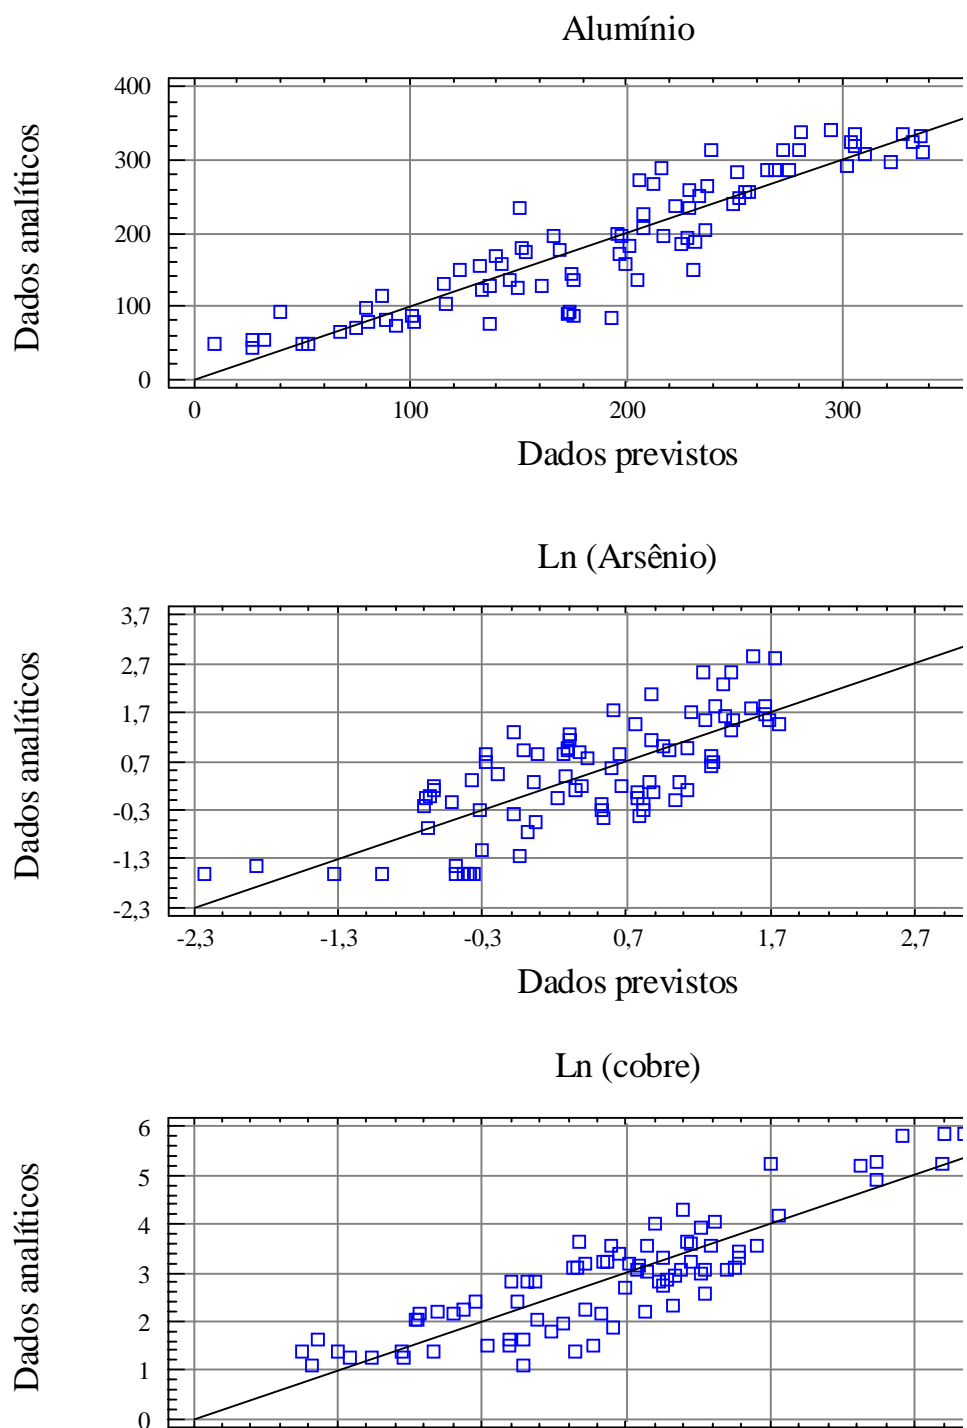 Alumínio
Dados analíticos
400
300
200
100
0
0 100 200 300
Dados previstos
Ln (Arsênio)
Dados analíticos
3,7
2,7
1,7
0,7
-0,3
-1,3
-2,3
-2,3 -1,3 -0,3 0,7 1,7 2,7
Dados previstos
Ln (cobre)
Dados analíticos
6
5
4
3
2
1
0